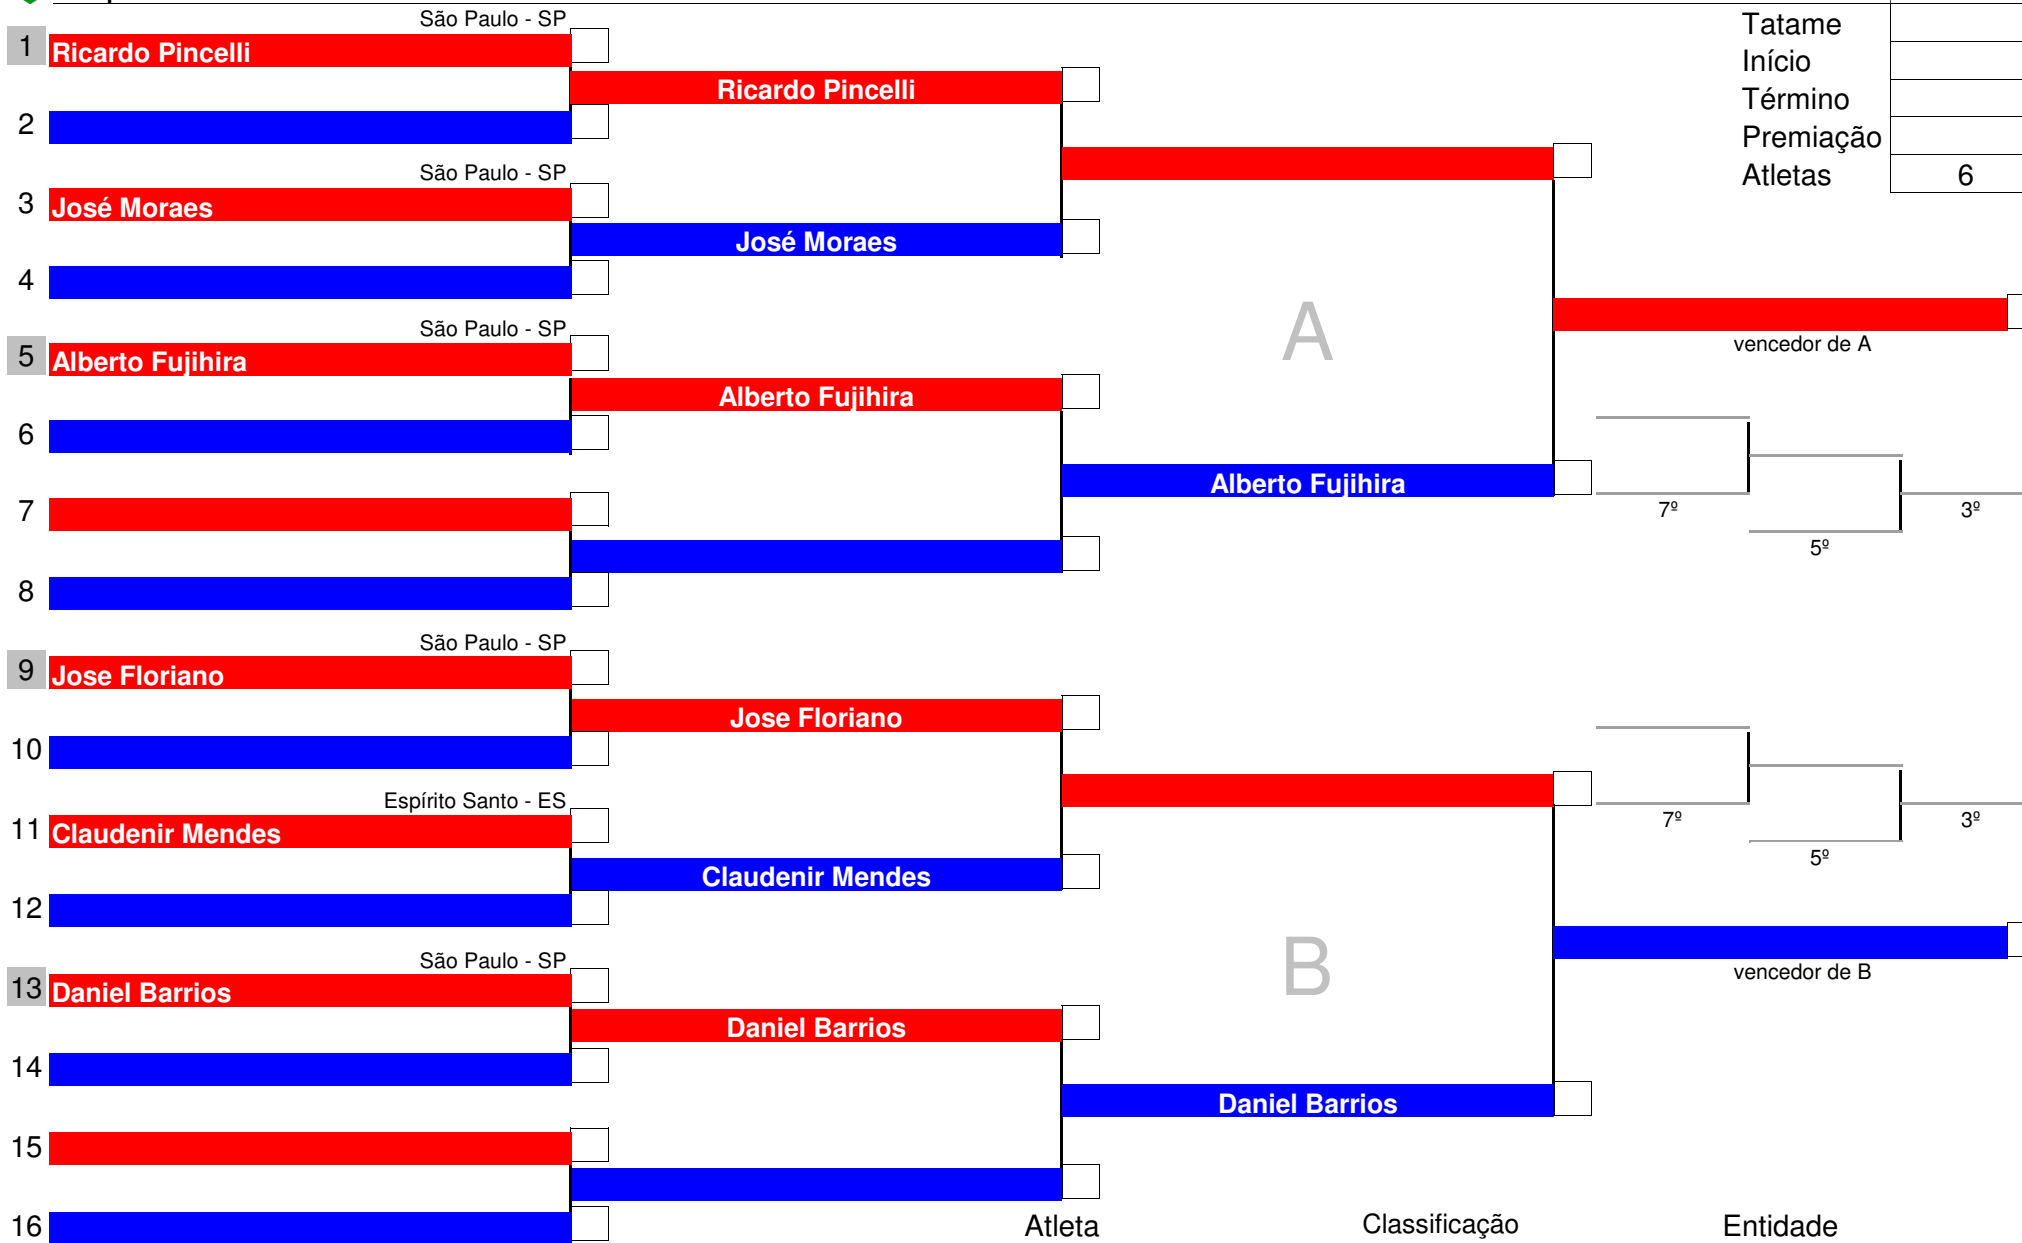 São Paulo - SP
Tatame
1 Ricardo Pincelli
Início
Ricardo Pincelli
Término
2
Premiação
São Paulo - SP
Atletas 6
3 José Moraes
José Moraes
4
São Paulo - SP
A
vencedor de A
5 Alberto Fujihira
Alberto Fujihira
6
Alberto Fujihira
7
7º 3º
5º
8
São Paulo - SP
9 Jose Floriano
Jose Floriano
10
Espírito Santo - ES
7º 3º
11 Claudenir Mendes
5º
Claudenir Mendes
12
São Paulo - SP
B
vencedor de B
13 Daniel Barrios
Daniel Barrios
14
Daniel Barrios
15
16
Atleta Classificação Entidade